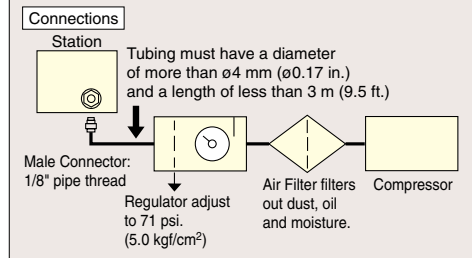 Connections
Station
Tubing must have a diameter
of more than ø4 mm (ø0.17 in.)
and a length of less than 3 m (9.5 ft.)
Male Connector:
1/8" pipe thread
Regulator adjust
to 71 psi.
(5.0 kgf/cm²)
Air Filter filters
out dust, oil
and moisture.
Compressor